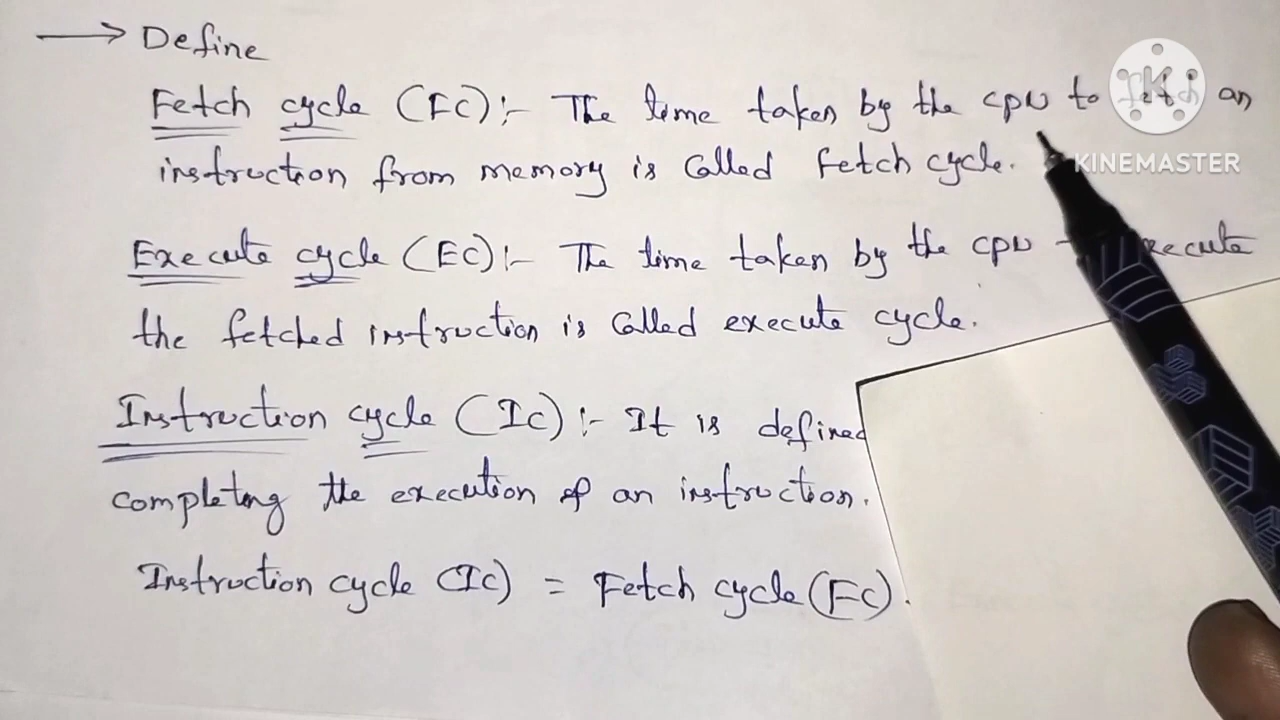 → Define
Fetch cycle (FC):- The time taken by the cpu to fetch an
instruction from memory is called fetch cycle.
Execute cycle (EC):- The time taken by the cpu execute
the fetched instruction is called execute cycle.
Instruction cycle (Ic):- It is defined
completing the execution of an instruction.
Instruction cycle (Ic) = Fetch cycle (FC).
K
KINEMASTER